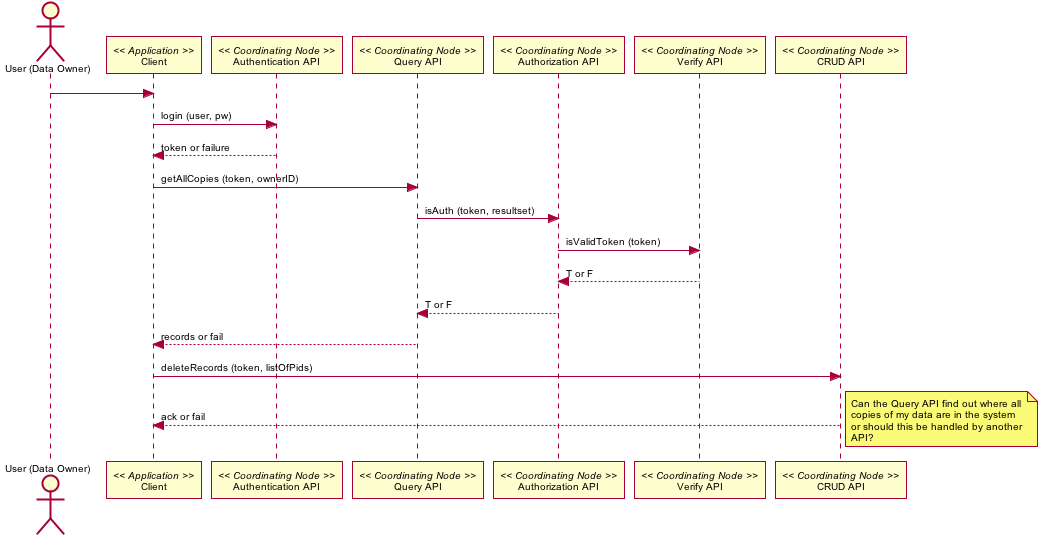 User (Data Owner)
<< Application >>
Client
<< Coordinating Node >>
Authentication API
<< Coordinating Node >>
Query API
<< Coordinating Node >>
Authorization API
<< Coordinating Node >>
Verify API
<< Coordinating Node >>
CRUD API
login (user, pw)
token or failure
getAllCopies (token, ownerID)
isAuth (token, resultset)
isValidToken (token)
T or F
T or F
records or fail
deleteRecords (token, listOfPids)
ack or fail
Can the Query API find out where all
copies of my data are in the system
or should this be handled by another
API?
User (Data Owner)
<< Application >>
Client
<< Coordinating Node >>
Authentication API
<< Coordinating Node >>
Query API
<< Coordinating Node >>
Authorization API
<< Coordinating Node >>
Verify API
<< Coordinating Node >>
CRUD API